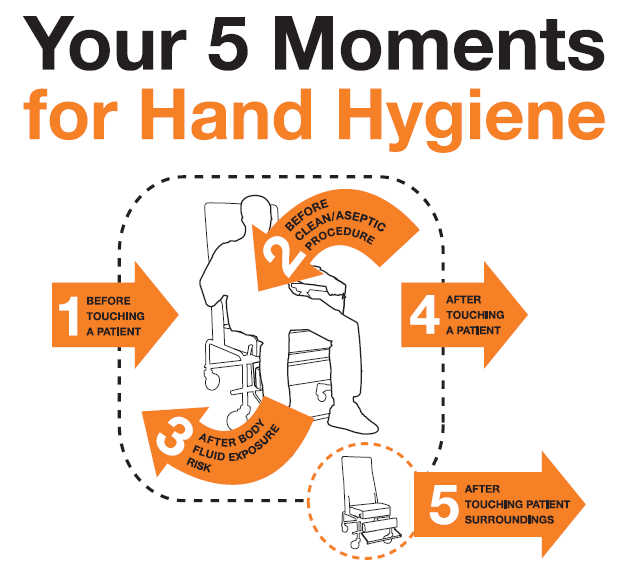 Your 5 Moments
for Hand Hygiene
1
BEFORE
TOUCHING
A PATIENT
2
BEFORE
CLEAN/ASEPTIC
PROCEDURE
3
AFTER BODY
FLUID EXPOSURE
RISK
4
AFTER
TOUCHING
A PATIENT
5
AFTER
TOUCHING PATIENT
SURROUNDINGS